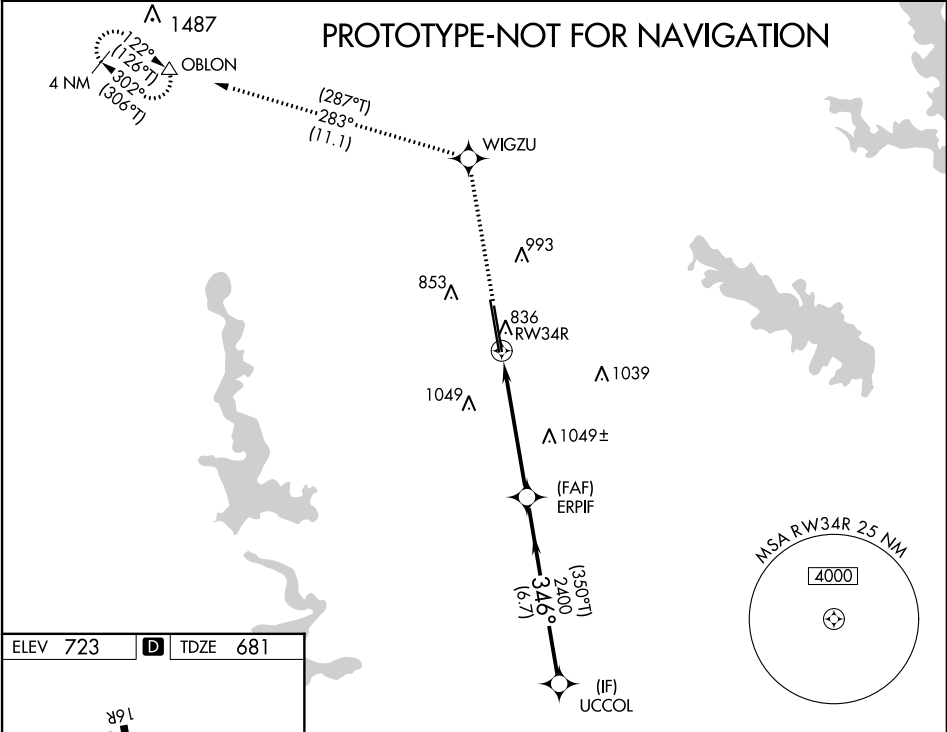 PROTOTYPE-NOT FOR NAVIGATION
1487
122°
(126°T)
OBLON
4 NM
302°
(306°T)
(287°T)
283°
(11.1)
WIGZU
993
853
836
RW34R
1039
1049
1049±
(FAF)
ERPIF
MSA RW34R 25 NM
4000
(350°T)
2400
346°
(6.7)
(IF)
UCCOL
ELEV 723 D TDZE 681
16R